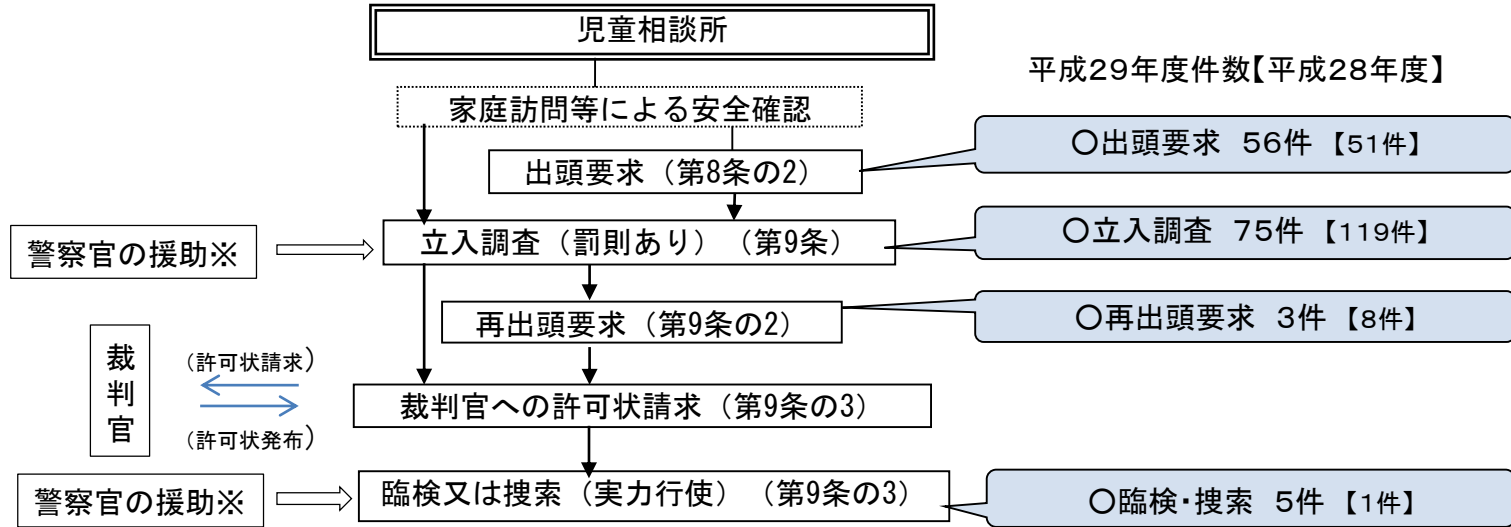 児童相談所
平成29年度件数【平成28年度】
家庭訪問等による安全確認
〇出頭要求 56件 【51件】
出頭要求（第8条の2）
警察官の援助※
立入調査（罰則あり）（第9条）
〇立入調査 75件 【119件】
再出頭要求（第9条の2）
〇再出頭要求 3件 【8件】
裁判官
（許可状請求）
（許可状発布）
裁判官への許可状請求（第9条の3）
警察官の援助※
臨検又は捜索（実力行使）（第9条の3）
〇臨検・捜索 5件 【1件】